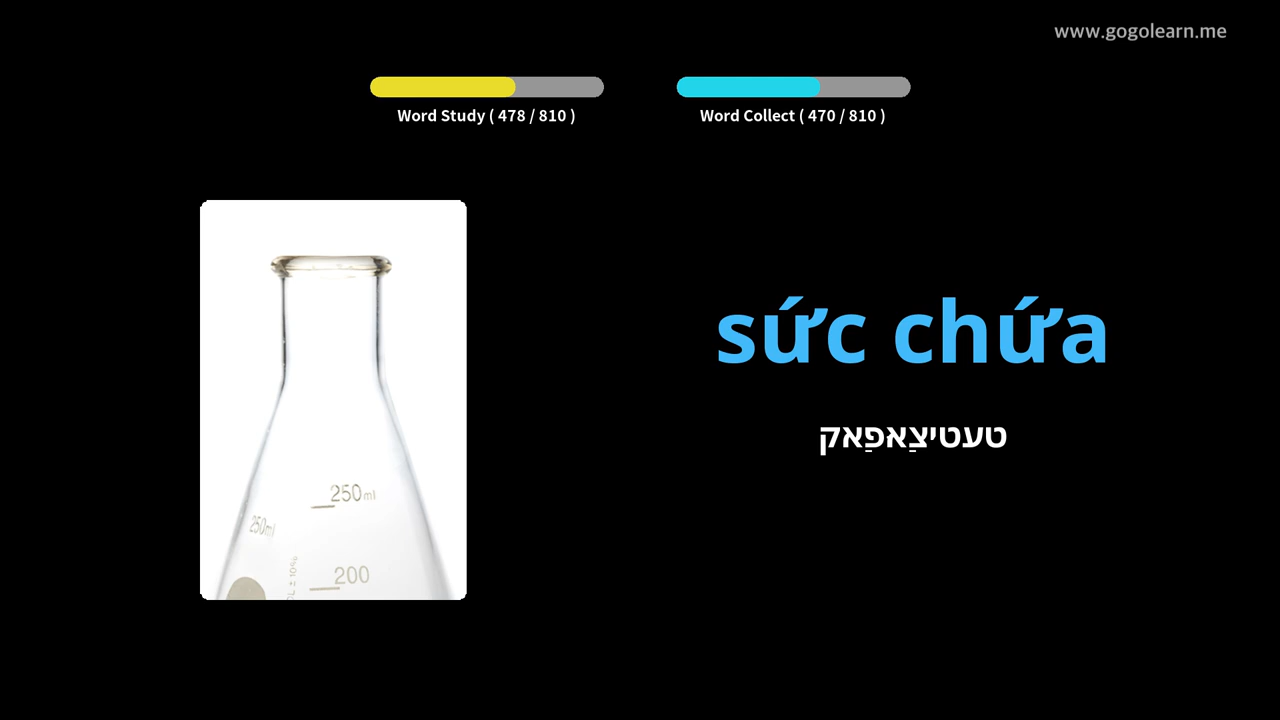 www.gogolearn.me
Word Study ( 478 / 810 )
Word Collect ( 470 / 810 )
sức chứa
טעטיצַאפַאק
250ml
250ml
200